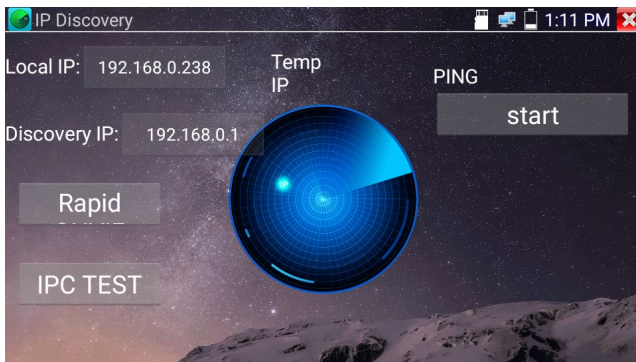 IP Discovery
1:11 PM
Local IP: 192.168.0.238
Temp
IP
PING
start
Discovery IP: 192.168.0.1
IP
Rapid
IPC TEST